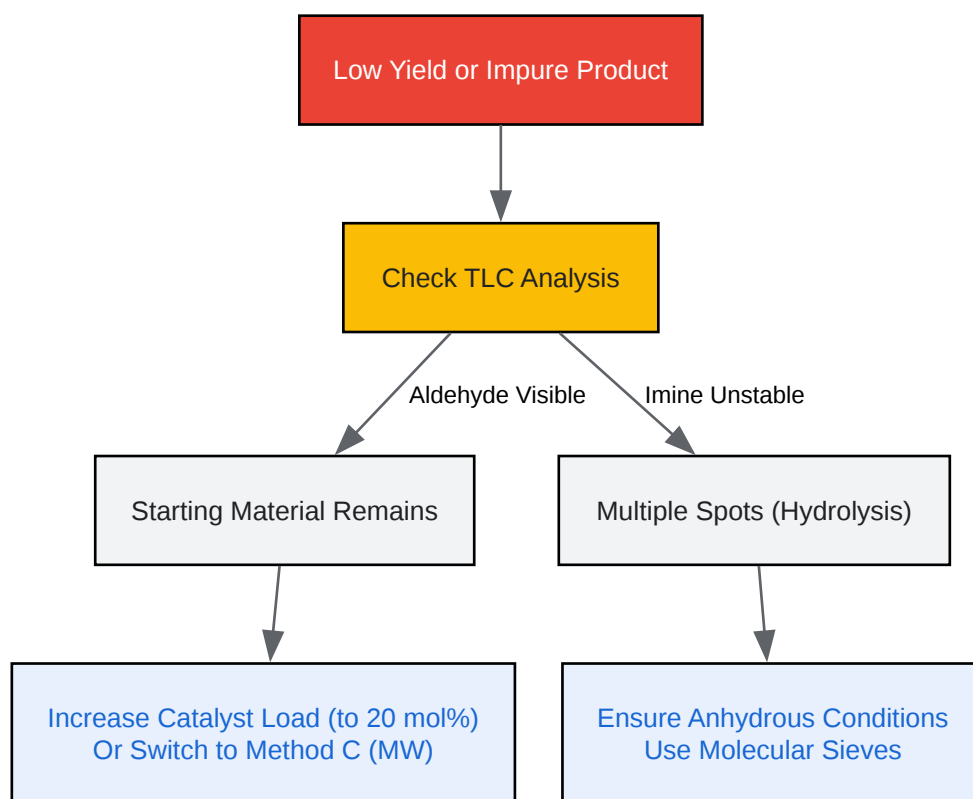 Low Yield or Impure Product
Check TLC Analysis
Aldehyde Visible
Imine Unstable
Starting Material Remains
Multiple Spots (Hydrolysis)
Increase Catalyst Load (to 20 mol%)
Or Switch to Method C (MW)
Ensure Anhydrous Conditions
Use Molecular Sieves